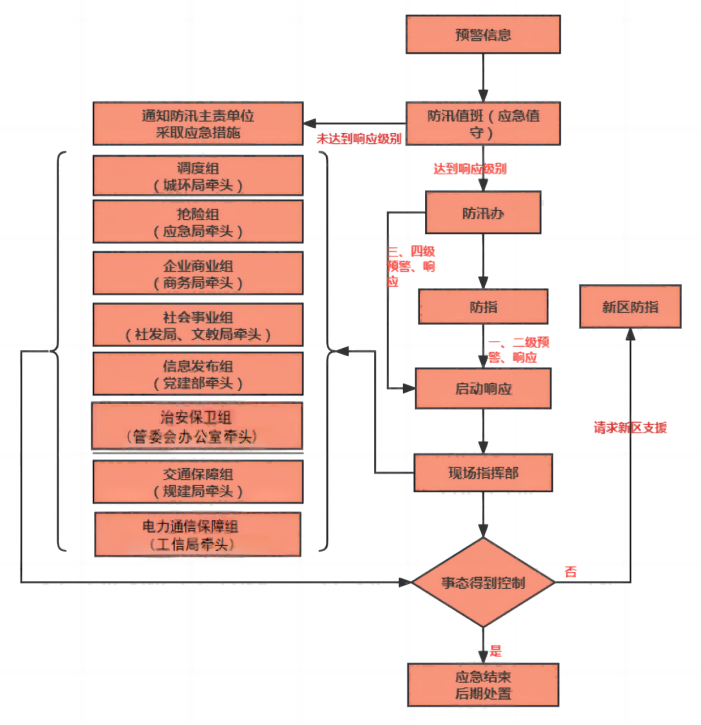 预警信息
防汛值班（应急值
守）
通知防汛主责单位
采取应急措施
未达到响应级别
达到响应级别
调度组
（城环局牵头）
抢险组
（应急局牵头）
企业商业组
（商务局牵头）
社会事业组
（社发局、文教局牵头）
信息发布组
（党建部牵头）
治安保卫组
（管委会办公室牵头）
交通保障组
（规建局牵头）
电力通信保障组
（工信局牵头）
防汛办
三、四级
预警、响
应
防指
一、二级预
警、响应
启动响应
现场指挥部
新区防指
请求新区支援
事态得到控制
否
是
应急结束
后期处置